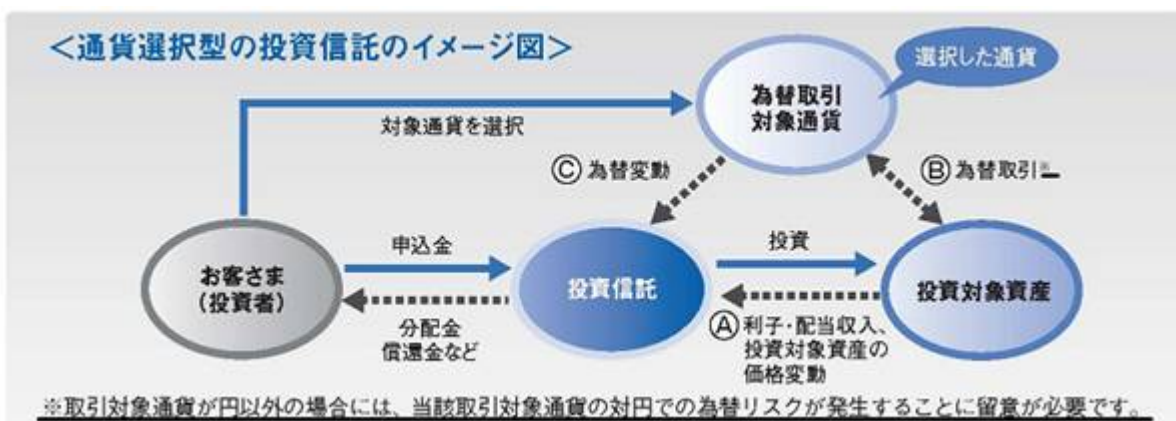 ＜通貨選択型の投資信託のイメージ図＞
選択した通貨
為替取引
対象通貨
対象通貨を選択
Ⓒ 為替変動
Ⓑ 為替取引※
お客さま
(投資者)
申込金
分配金
償還金など
投資信託
投資
Ⓐ 利子・配当収入、
投資対象資産の
価格変動
投資対象資産
※取引対象通貨が円以外の場合には、当該取引対象通貨の対円での為替リスクが発生することに留意が必要です。